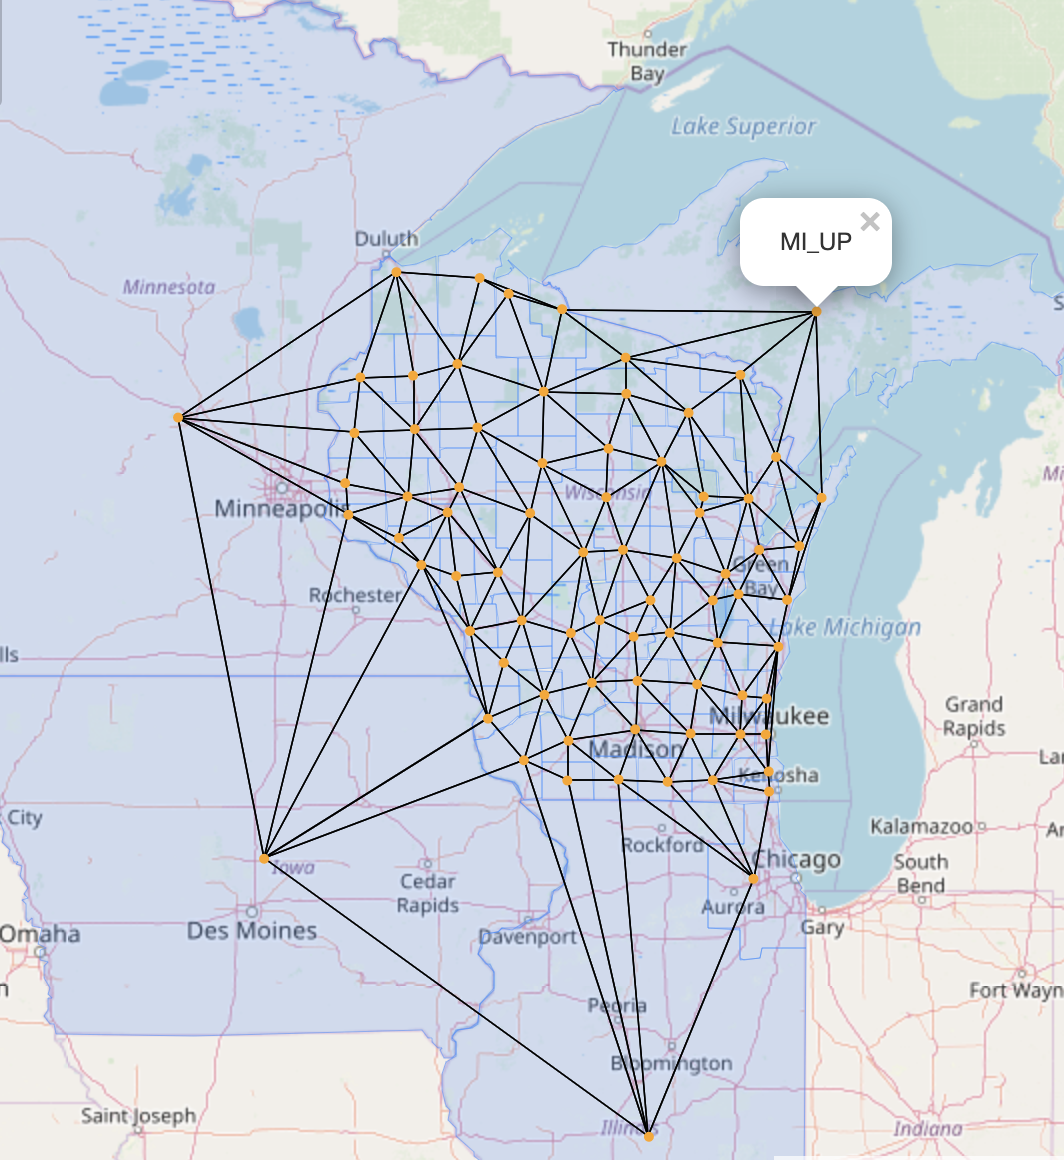 Thunder
Bay
Lake Superior
MI_UP
×
Duluth
Minnesota
S
Minneapolis
Wisconsin
Mi
Green
Bay
Rochester
Lake Michigan
lls
Grand
Rapids
Milwaukee
Madison
Lan
Kenosha
City
Kalamazoo
Rockford
Ar
Chicago
South
Bend
Iowa
Cedar
Rapids
Aurora
Gary
Des Moines
Omaha
Davenport
n
Fort Wayn
Peoria
Bloomington
Saint Joseph
Illinois
Indiana